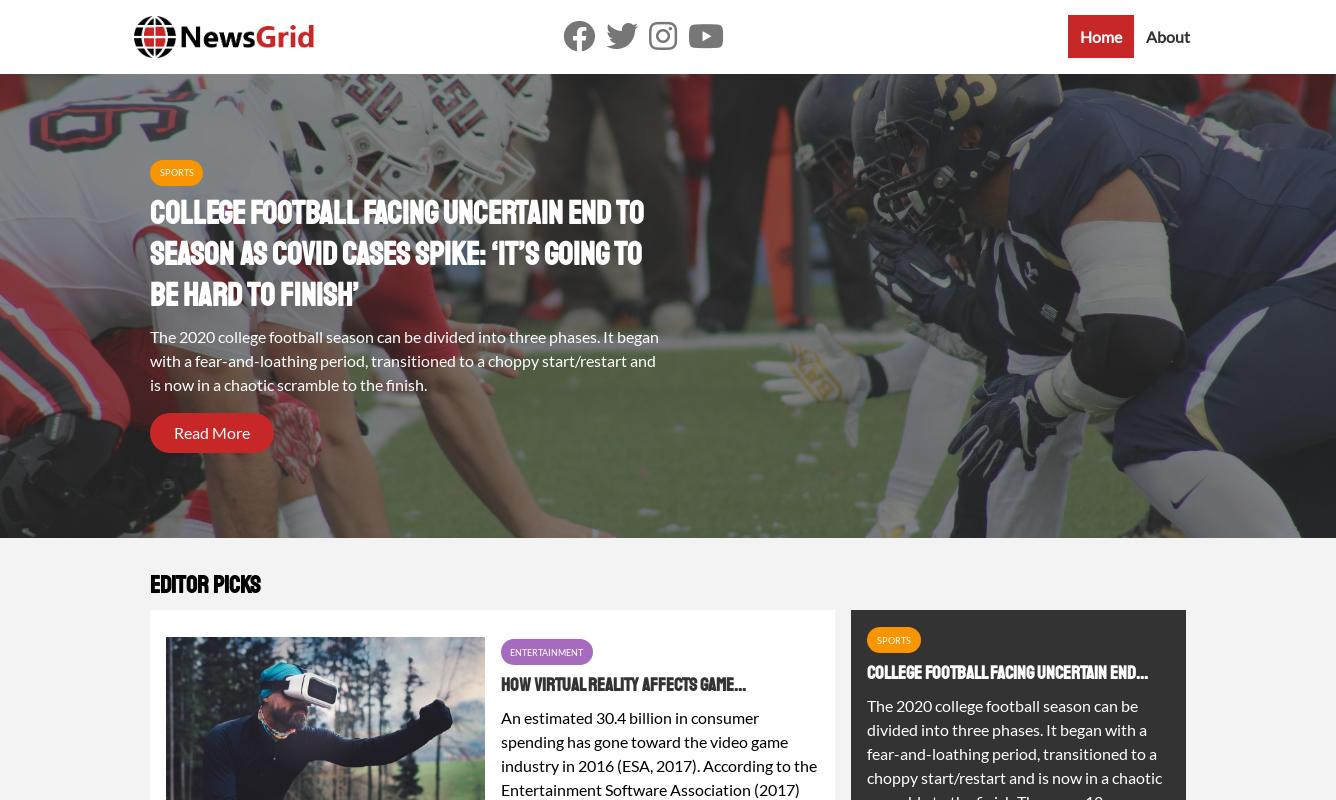 NewsGrid
Home
About
SPORTS
COLLEGE FOOTBALL FACING UNCERTAIN END TO
SEASON AS COVID CASES SPIKE: ‘IT’S GOING TO
BE HARD TO FINISH’
The 2020 college football season can be divided into three phases. It began
with a fear-and-loathing period, transitioned to a choppy start/restart and
is now in a chaotic scramble to the finish.
Read More
EDITOR PICKS
ENTERTAINMENT
HOW VIRTUAL REALITY AFFECTS GAME...
An estimated 30.4 billion in consumer
spending has gone toward the video game
industry in 2016 (ESA, 2017). According to the
Entertainment Software Association (2017)
SPORTS
COLLEGE FOOTBALL FACING UNCERTAIN END...
The 2020 college football season can be
divided into three phases. It began with a
fear-and-loathing period, transitioned to a
choppy start/restart and is now in a chaotic